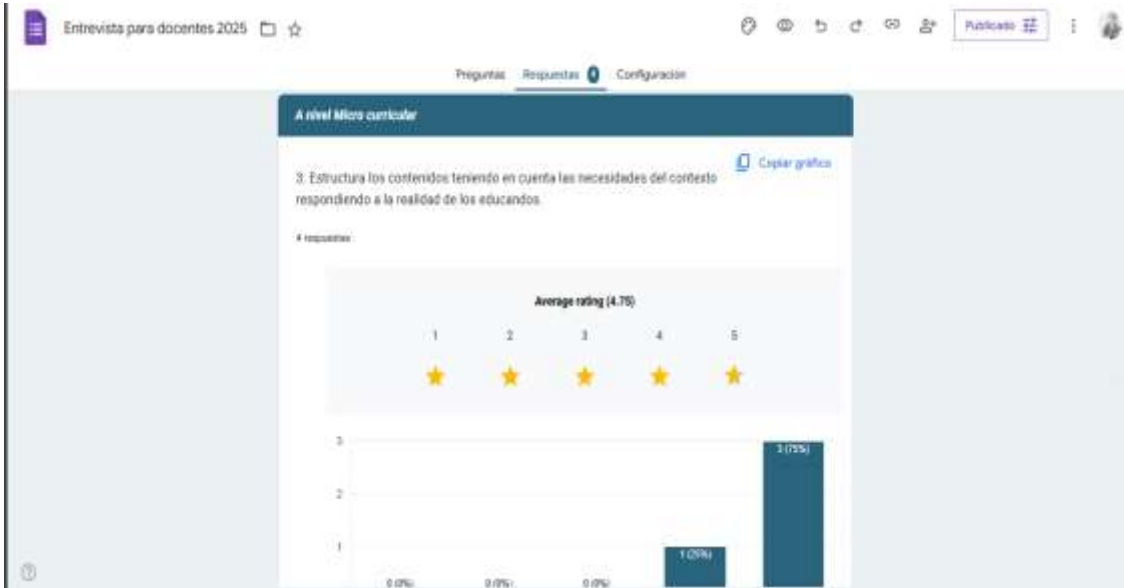 Entrevista para docentes 2025
Publicado
Preguntas Respuestas 4 Configuración
A nivel Micro curricular
Copiar gráfico
3. Estructura los contenidos teniendo en cuenta las necesidades del contexto
respondiendo a la realidad de los educandos.
4 respuestas
Average rating (4.75)
1 2 3 4 5
3
3 (75%)
2
1
1 (25%)
0 (0%) 0 (0%) 0 (0%)